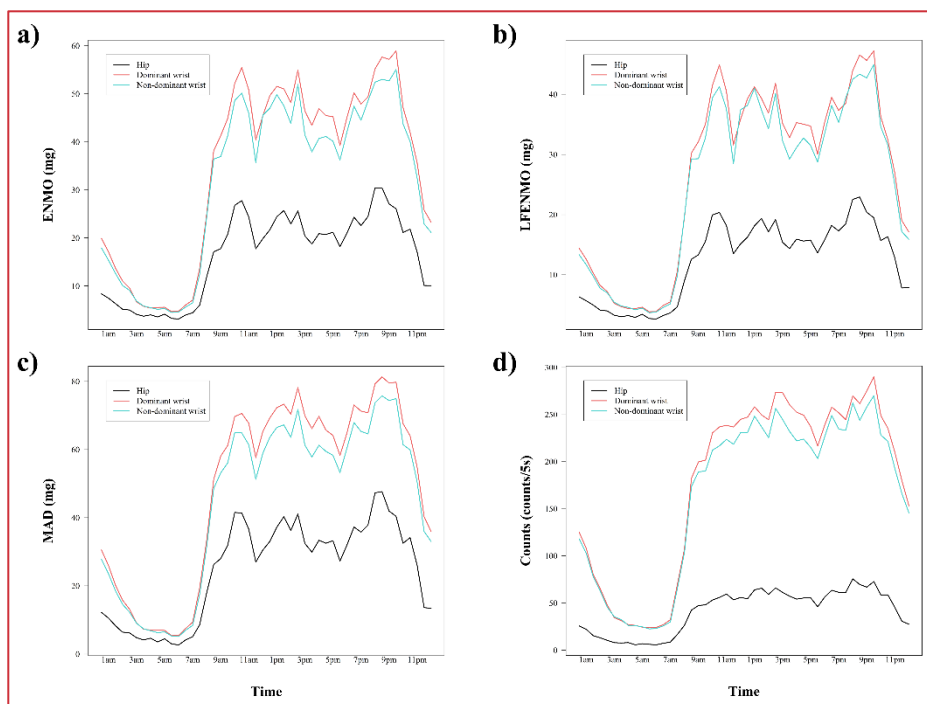 a)
60
50
40
30
20
10
ENMO (mg)
Hip
Dominant wrist
Non-dominant wrist
1am 3am 5am 7am 9am 11am 1pm 3pm 5pm 7pm 9pm 11pm
b)
40
30
20
10
LFENMO (mg)
Hip
Dominant wrist
Non-dominant wrist
1am 3am 5am 7am 9pm 11am 1pm 3pm 5pm 7pm 9pm 11pm
c)
80
60
40
20
0
MAD (mg)
Hip
Dominant wrist
Non-dominant wrist
1am 3am 5am 7am 9am 11am 1pm 3pm 5pm 7pm 9pm 11pm
Time
d)
300
250
200
150
100
50
0
Counts (counts/5s)
Hip
Dominant wrist
Non-dominant wrist
1am 3am 5am 7am 9am 11am 1pm 3pm 5pm 7pm 9pm 11pm
Time